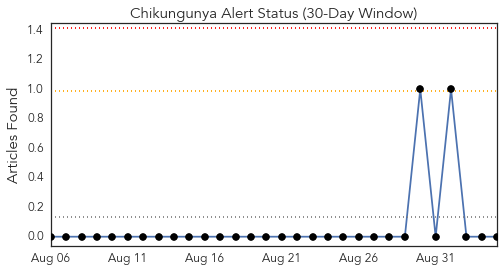 Chikungunya Alert Status (30-Day Window)
Articles Found
1.4
1.2
1.0
0.8
0.6
0.4
0.2
0.0
Aug 06 Aug 11 Aug 16 Aug 21 Aug 26 Aug 31